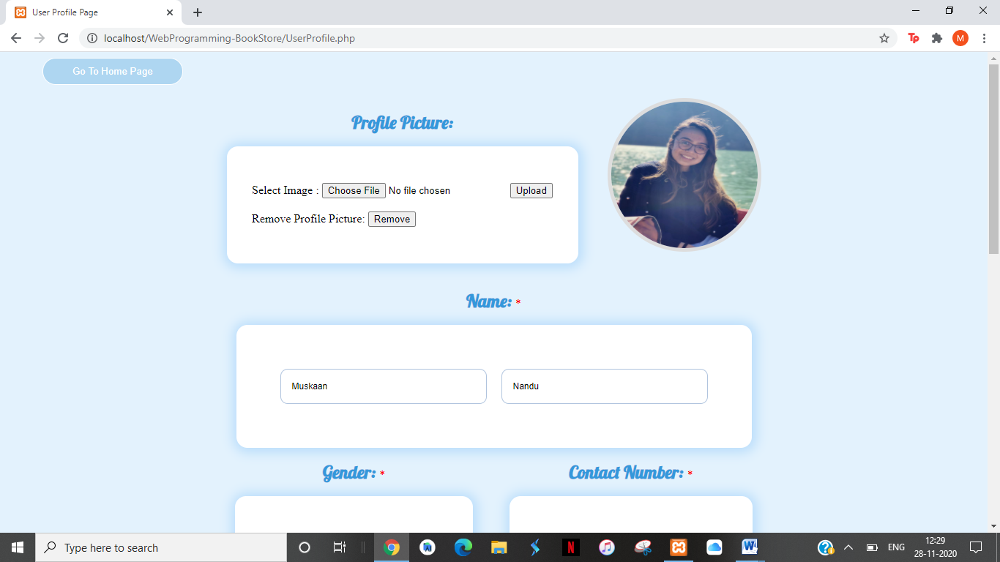 User Profile Page
localhost/WebProgramming-BookStore/UserProfile.php
Tp
M
Go To Home Page
Profile Picture:
Select Image : Choose File No file chosen Upload
Remove Profile Picture: Remove
Name: *
Muskaan Nandu
Gender: * Contact Number: *
Type here to search
N
W
?
ENG
12:29
28-11-2020